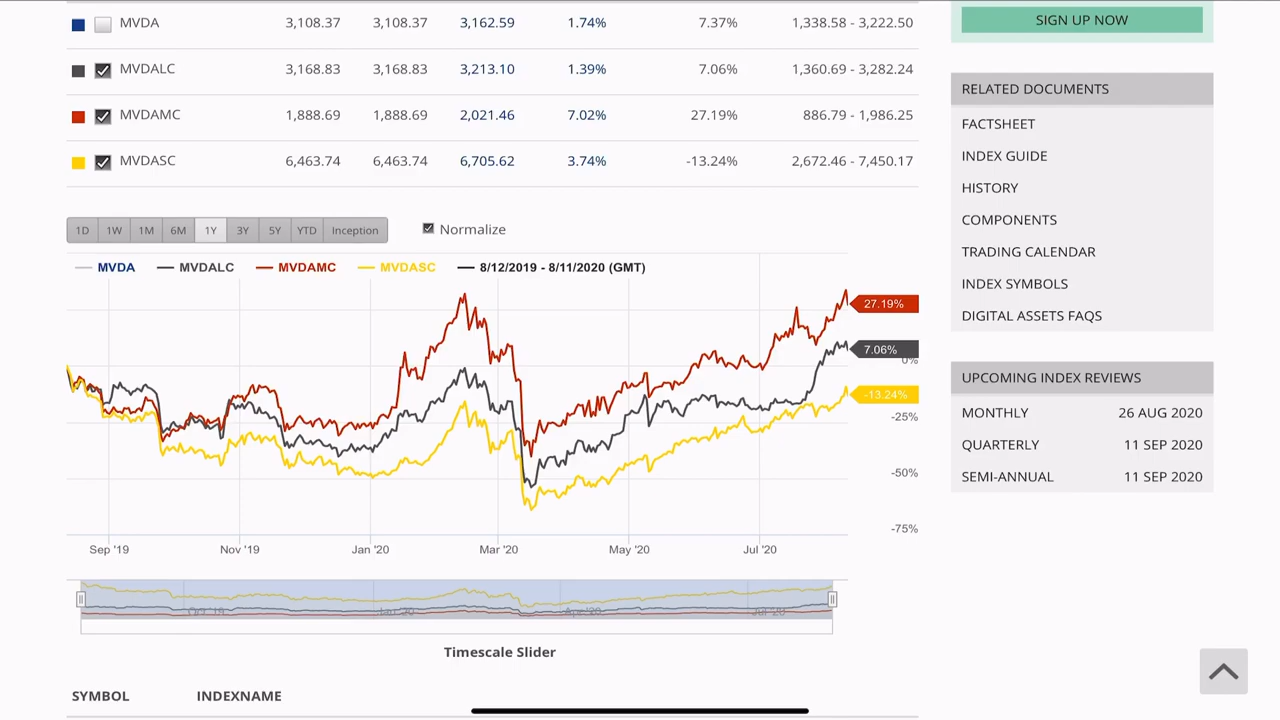 MVDA 3,108.37 3,108.37 3,162.59 1.74% 7.37% 1,338.58 - 3,222.50
MVDALC 3,168.83 3,168.83 3,213.10 1.39% 7.06% 1,360.69 - 3,282.24
MVDAMC 1,888.69 1,888.69 2,021.46 7.02% 27.19% 886.79 - 1,986.25
MVDASC 6,463.74 6,463.74 6,705.62 3.74% -13.24% 2,672.46 - 7,450.17
1D 1W 1M 6M 1Y 3Y 5Y YTD Inception Normalize
MVDA MVDALC MVDAMC MVDASC 8/12/2019 - 8/11/2020 (GMT)
27.19%
7.06%
0%
-13.24%
-25%
-50%
-75%
Sep '19 Nov '19 Jan '20 Mar '20 May '20 Jul '20
Oct '19 Jan '20 Apr '20 Jul '20
Timescale Slider
SYMBOL INDEXNAME
SIGN UP NOW
RELATED DOCUMENTS
FACTSHEET
INDEX GUIDE
HISTORY
COMPONENTS
TRADING CALENDAR
INDEX SYMBOLS
DIGITAL ASSETS FAQS
UPCOMING INDEX REVIEWS
MONTHLY 26 AUG 2020
QUARTERLY 11 SEP 2020
SEMI-ANNUAL 11 SEP 2020